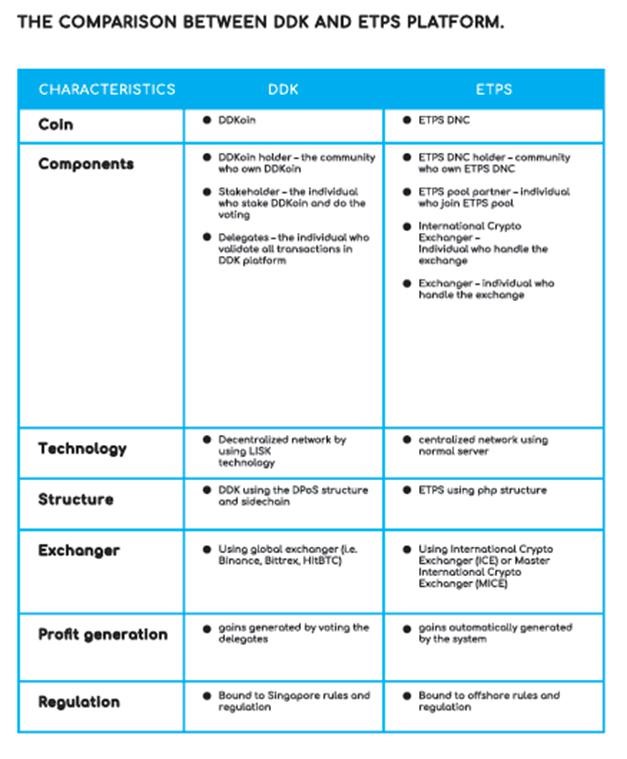 THE COMPARISON BETWEEN DDK AND ETPS PLATFORM.
CHARACTERISTICS DDK ETPS
Coin
● DDKoin
● ETPS DNC
Components
● DDKoin holder – the community
who own DDKoin
● Stakeholder – the individual
who stake DDKoin and do the
voting
● Delegates – the individual who
validate all transactions in
DDK platform
● ETPS DNC holder – community
who own ETPS DNC
● ETPS pool partner – individual
who join ETPS pool
● International Crypto
Exchanger –
Individual who handle the
exchange
● Exchanger – individual who
handle the exchange
Technology
● Decentralized network by
using LISK
technology
● centralized network using
normal server
Structure
● DDK using the DPoS structure
and sidechain
● ETPS using php structure
Exchanger
● Using global exchanger (i.e.
Binance, Bittrex, HitBTC)
● Using International Crypto
Exchanger (ICE) or Master
International Crypto
Exchanger (MICE)
Profit generation
● gains generated by voting the
delegates
● gains automatically generated
by the system
Regulation
● Bound to Singapore rules and
regulation
● Bound to offshore rules and
regulation